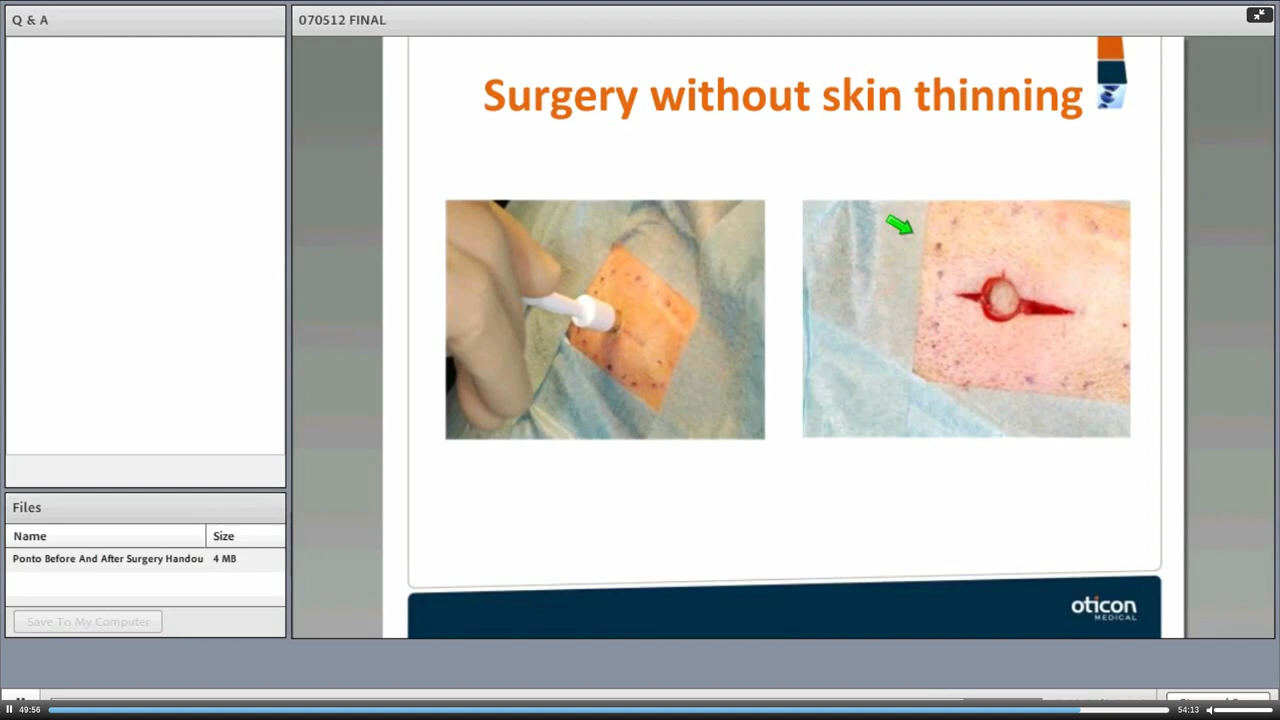 Q & A
070512 FINAL
Surgery without skin thinning
Files
Name Size
Ponto Before And After Surgery Handou 4 MB
Save To My Computer
oticon
MEDICAL
49:56
54:13